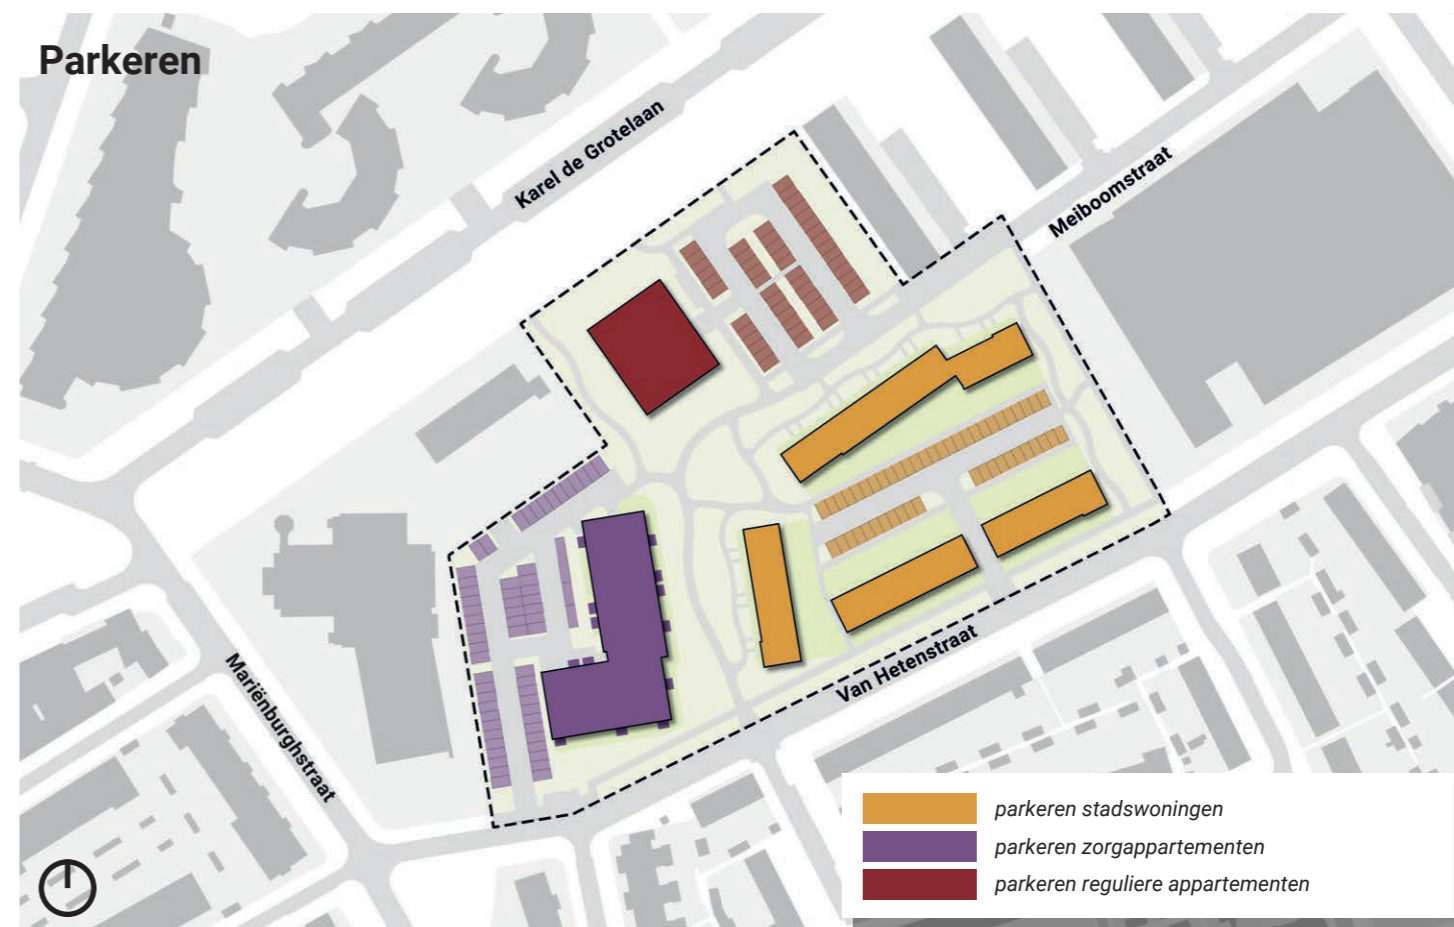 Parkeren
Karel de Grotelaan
Meiboomstraat
Van Hetenstraat
Mariënburghstraat
parkeren stadswoningen
parkeren zorgappartementen
parkeren reguliere appartementen